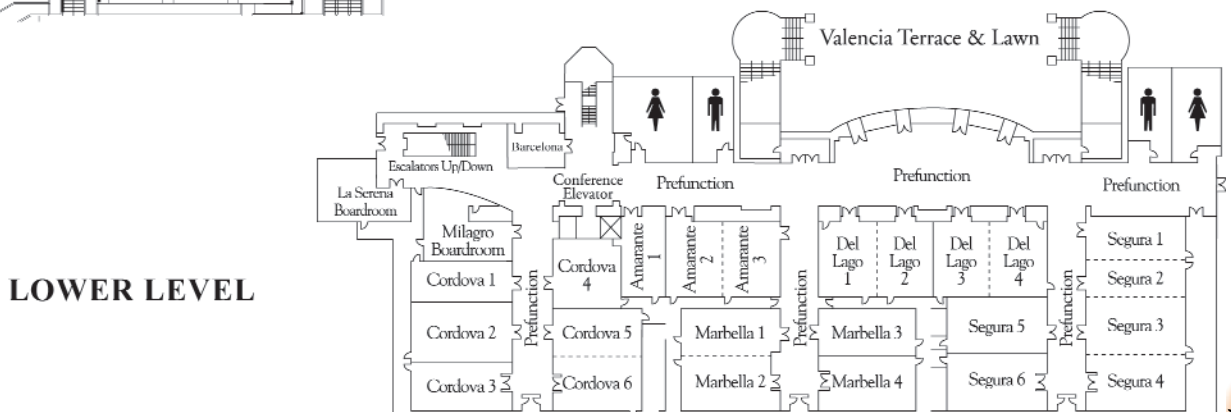 Valencia Terrace & Lawn
Barcelona
Escalators Up/Down
Conference
Elevator
Prefunction
Prefunction
Prefunction
La Serena
Boardroom
Milagro
Boardroom
Amarante
1
Amarante
2
Amarante
3
Del
Lago
1
Del
Lago
2
Del
Lago
3
Del
Lago
4
Segura 1
Cordova
4
Cordova 1
Segura 2
LOWER LEVEL
Prefunction
Prefunction
Prefunction
Cordova 2
Cordova 5
Marbella 1
Marbella 3
Segura 5
Segura 3
Cordova 3
Cordova 6
Marbella 2
Marbella 4
Segura 6
Segura 4